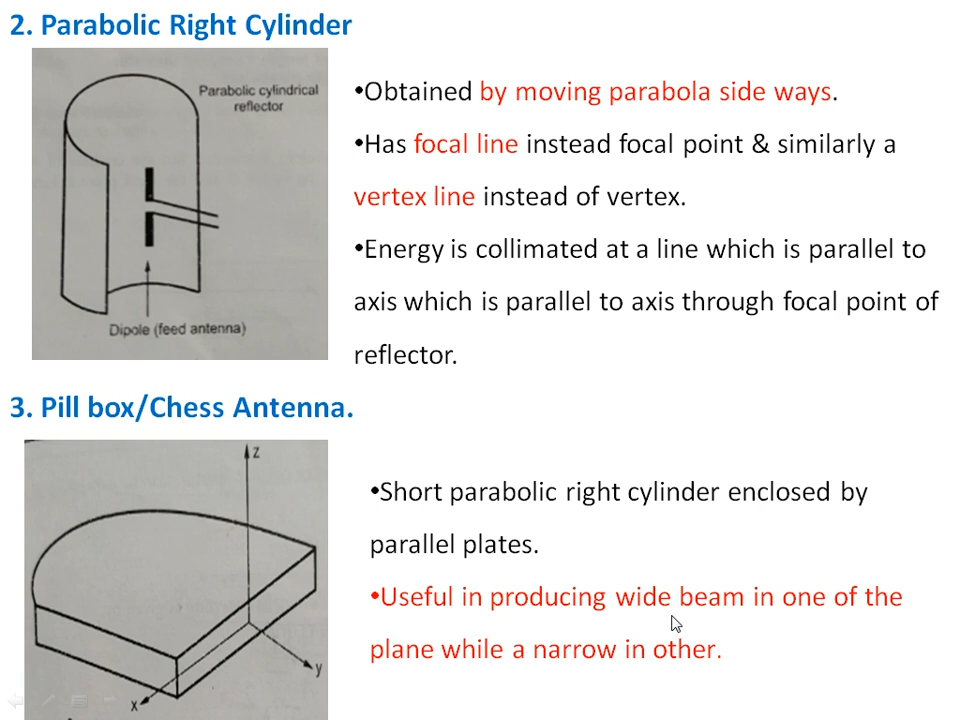 2. Parabolic Right Cylinder
Parabolic cylindrical
reflector
Dipole (feed antenna)
•Obtained by moving parabola side ways.
•Has focal line instead focal point & similarly a
vertex line instead of vertex.
•Energy is collimated at a line which is parallel to
axis which is parallel to axis through focal point of
reflector.
3. Pill box/Chess Antenna.
z
y
x
•Short parabolic right cylinder enclosed by
parallel plates.
•Useful in producing wide beam in one of the
plane while a narrow in other.